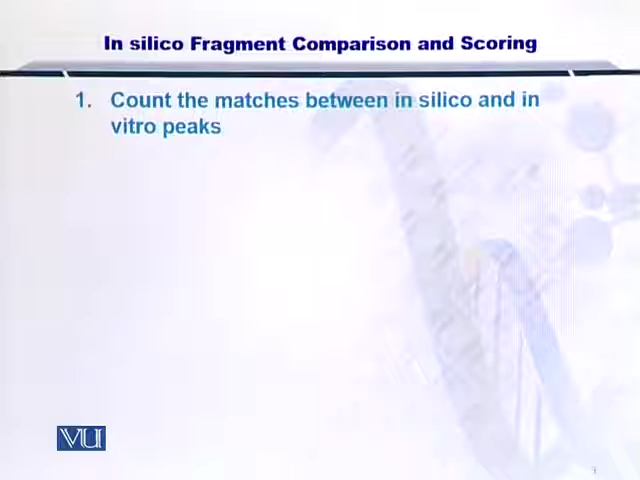 In silico Fragment Comparison and Scoring
1. Count the matches between in silico and in
vitro peaks
VU